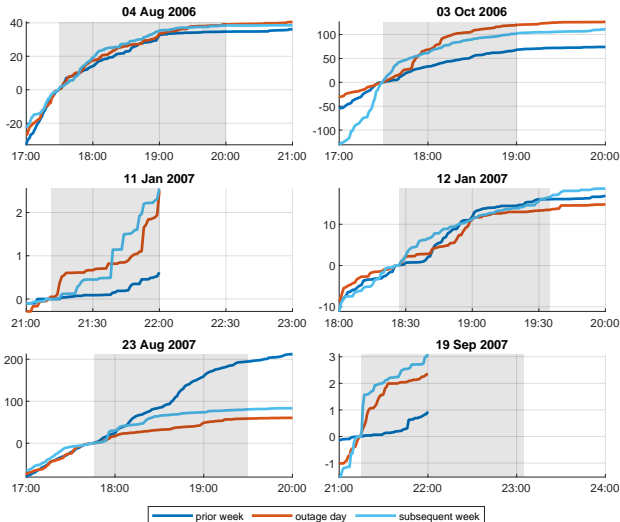 04 Aug 2006
40
20
0
-20
17:00 18:00 19:00 20:00 21:00
03 Oct 2006
100
50
0
-50
-100
17:00 18:00 19:00 20:00
11 Jan 2007
2
1
0
21:00 21:30 22:00 22:30 23:00
12 Jan 2007
10
0
-10
18:00 18:30 19:00 19:30 20:00
23 Aug 2007
200
100
0
17:00 18:00 19:00 20:00
19 Sep 2007
3
2
1
0
-1
21:00 22:00 23:00 24:00
prior week outage day subsequent week